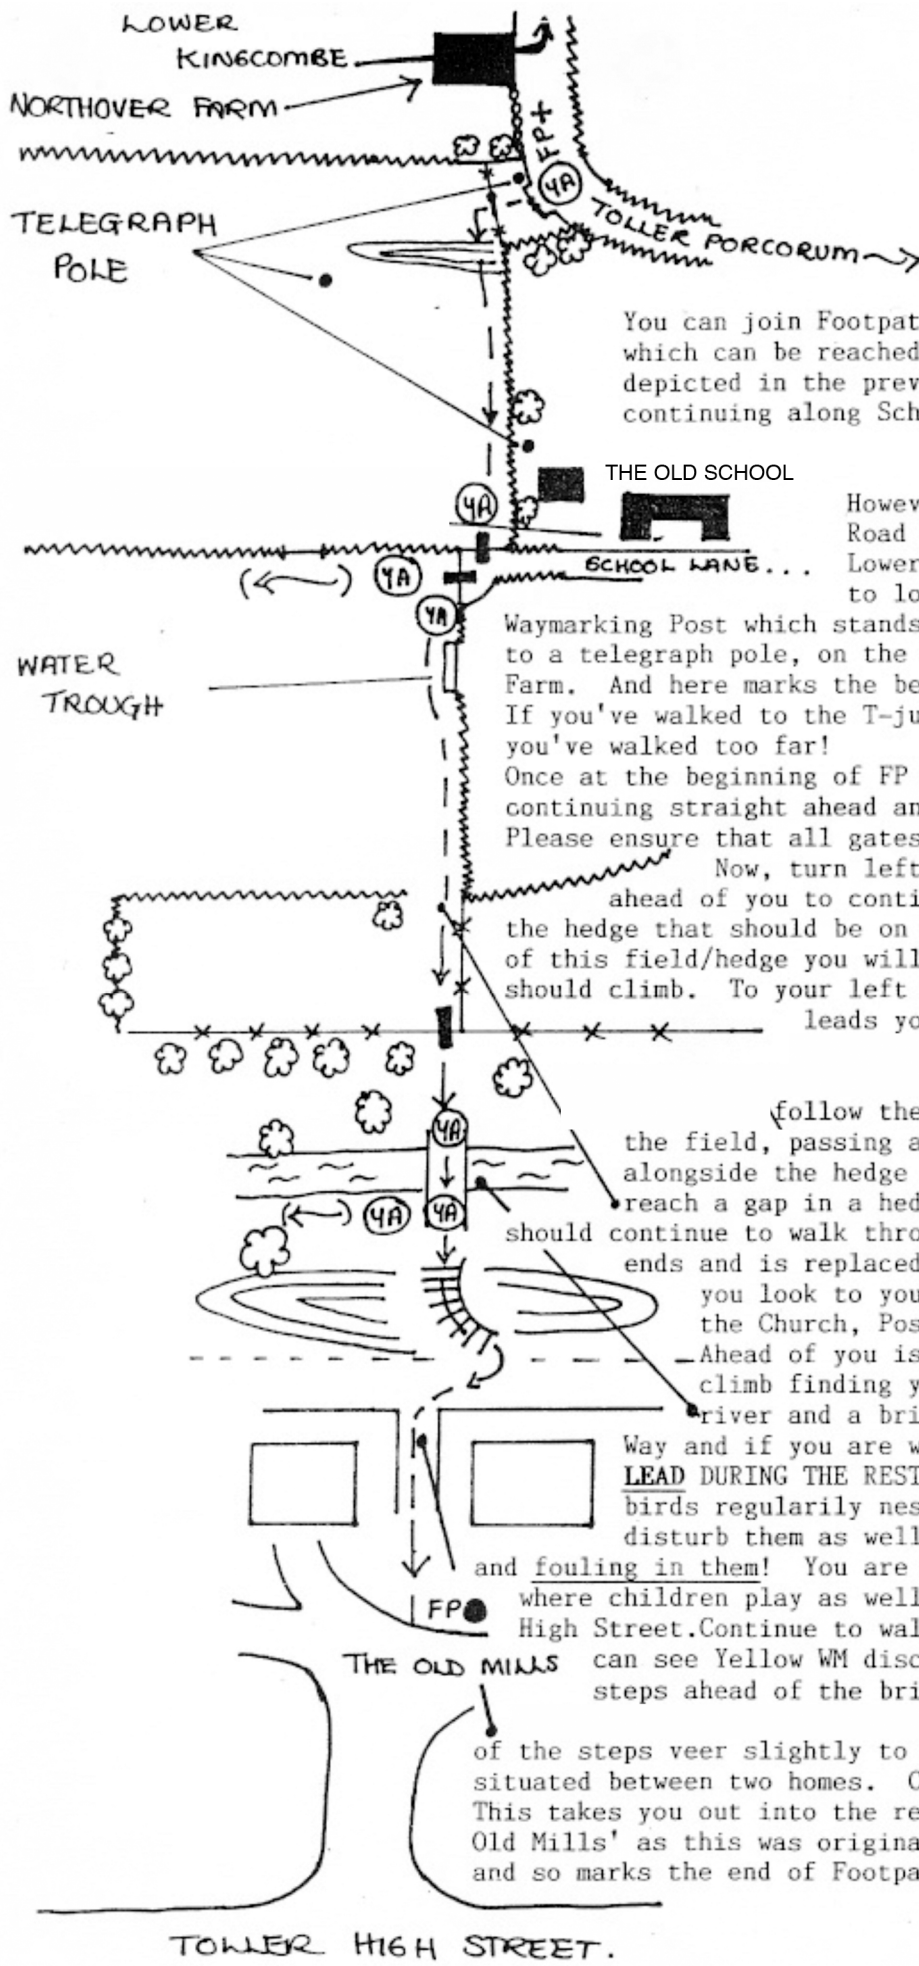 LOWER
KINGCOMBE
NORTHOVER FARM
FP+
4A
TELEGRAPH
POLE
TOLLER PORCORUM
You can join Footpat
which can be reached
depicted in the prev
continuing along Sch
THE OLD SCHOOL
4A
Howev
Road
SCHOOL LANE...
Lower
4A
to lo
4A
Waymarking Post which stands
to a telegraph pole, on the
WATER
TROUGH
Farm. And here marks the be
If you've walked to the T-ju
you've walked too far!
Once at the beginning of FP
continuing straight ahead an
Please ensure that all gates
Now, turn left
ahead of you to conti
the hedge that should be on
of this field/hedge you will
should climb. To your left
leads yo
follow the
4A
the field, passing a
alongside the hedge
reach a gap in a hed
4A 4A
should continue to walk thro
ends and is replaced
you look to you
the Church, Pos
Ahead of you is
climb finding y
river and a bri
Way and if you are w
LEAD DURING THE REST
birds regularily nes
disturb them as well
and fouling in them! You are
where children play as well
FP
High Street.Continue to wal
THE OLD MILLS
can see Yellow WM disc
steps ahead of the bri
of the steps veer slightly to
situated between two homes. C
This takes you out into the re
Old Mills' as this was origina
and so marks the end of Footpa
TOLLER HIGH STREET.